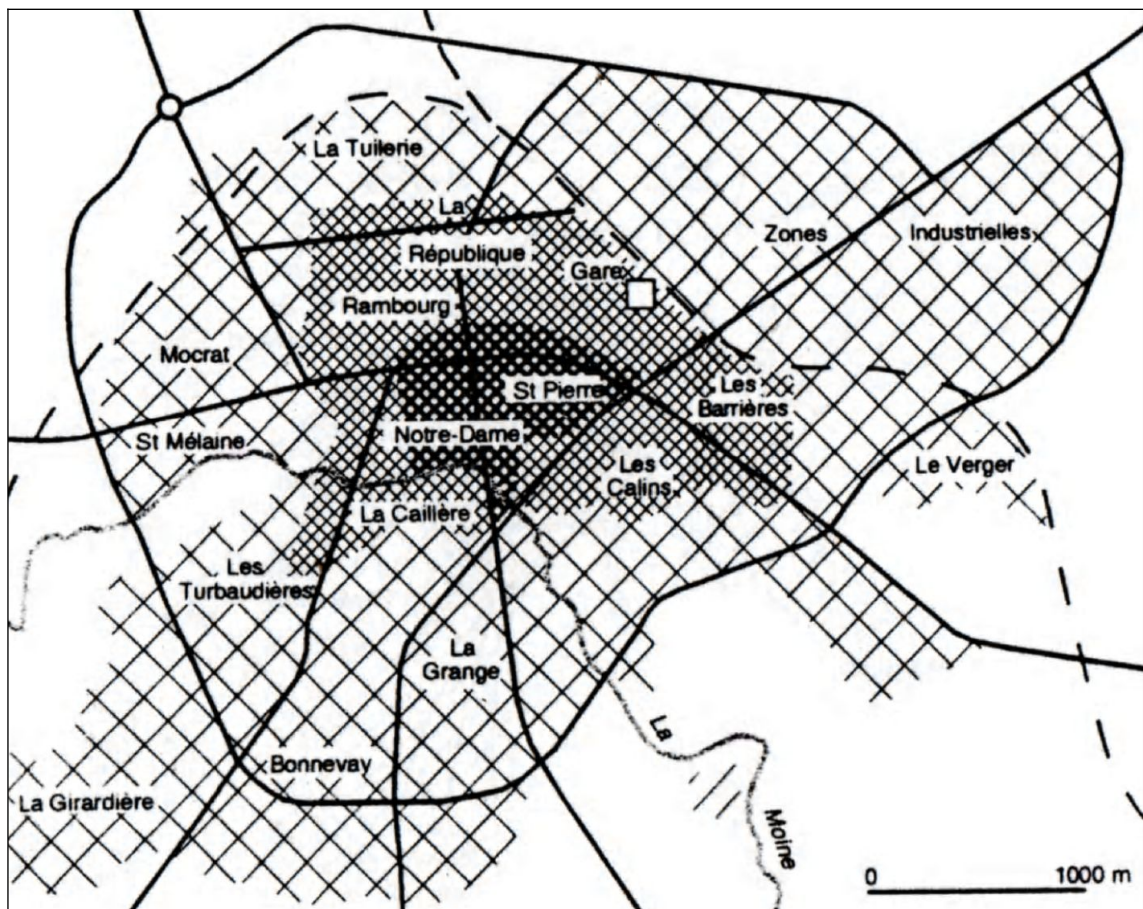 La Tuilerie
La
République
Zones
Industrielles
Gare
Rambourg
Mocrat
St Pierre
Les
Barrières
St Mélaine
Notre-Dame
Les
Calins
Le Verger
La Caillère
Les
Turbaudières
La
Grange
La
Bonnevay
La Girardière
Moine
0 1000 m